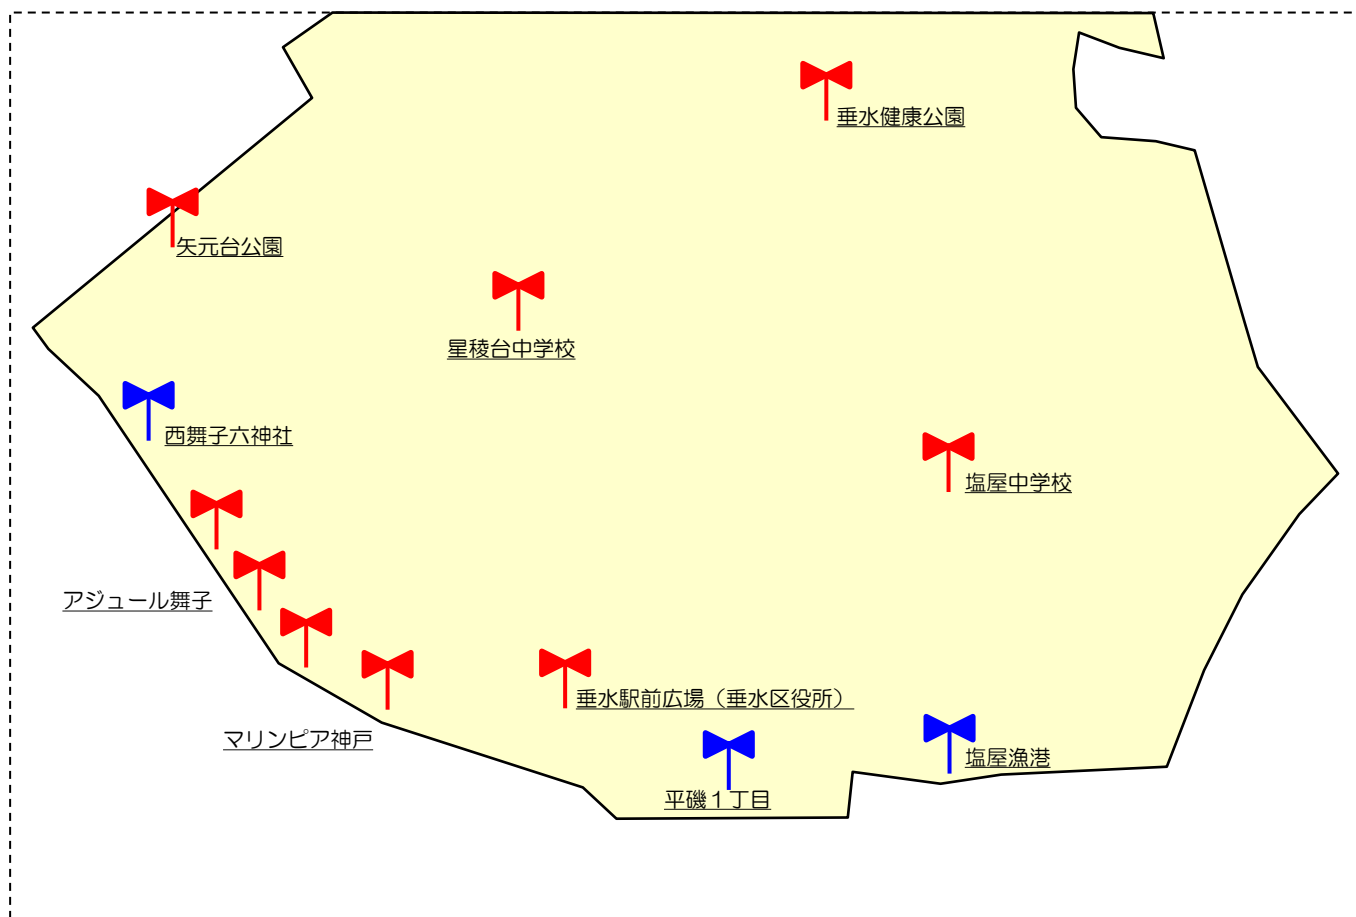 垂水健康公園
矢元台公園
星稜台中学校
西舞子六神社
塩屋中学校
アジュール舞子
垂水駅前広場（垂水区役所）
マリンピア神戸
塩屋漁港
平磯１丁目